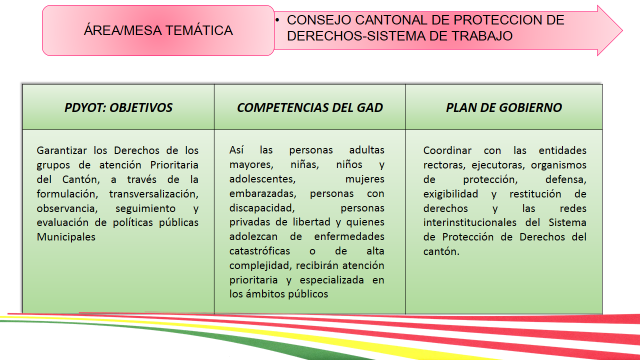 ÁREA/MESA TEMÁTICA
• CONSEJO CANTONAL DE PROTECCION DE
DERECHOS-SISTEMA DE TRABAJO
PDYOT: OBJETIVOS
Garantizar los Derechos de los
grupos de atención Prioritaria
del Cantón, a través de la
formulación, transversalización,
observancia, seguimiento y
evaluación de políticas públicas
Municipales
COMPETENCIAS DEL GAD
Así las personas adultas
mayores, niñas, niños y
adolescentes, mujeres
embarazadas, personas con
discapacidad, personas
privadas de libertad y quienes
adolezcan de enfermedades
catastróficas o de alta
complejidad, recibirán atención
prioritaria y especializada en
los ámbitos públicos
PLAN DE GOBIERNO
Coordinar con las entidades
rectoras, ejecutoras, organismos
de protección, defensa,
exigibilidad y restitución de
derechos y las redes
interinstitucionales del Sistema
de Protección de Derechos del
cantón.